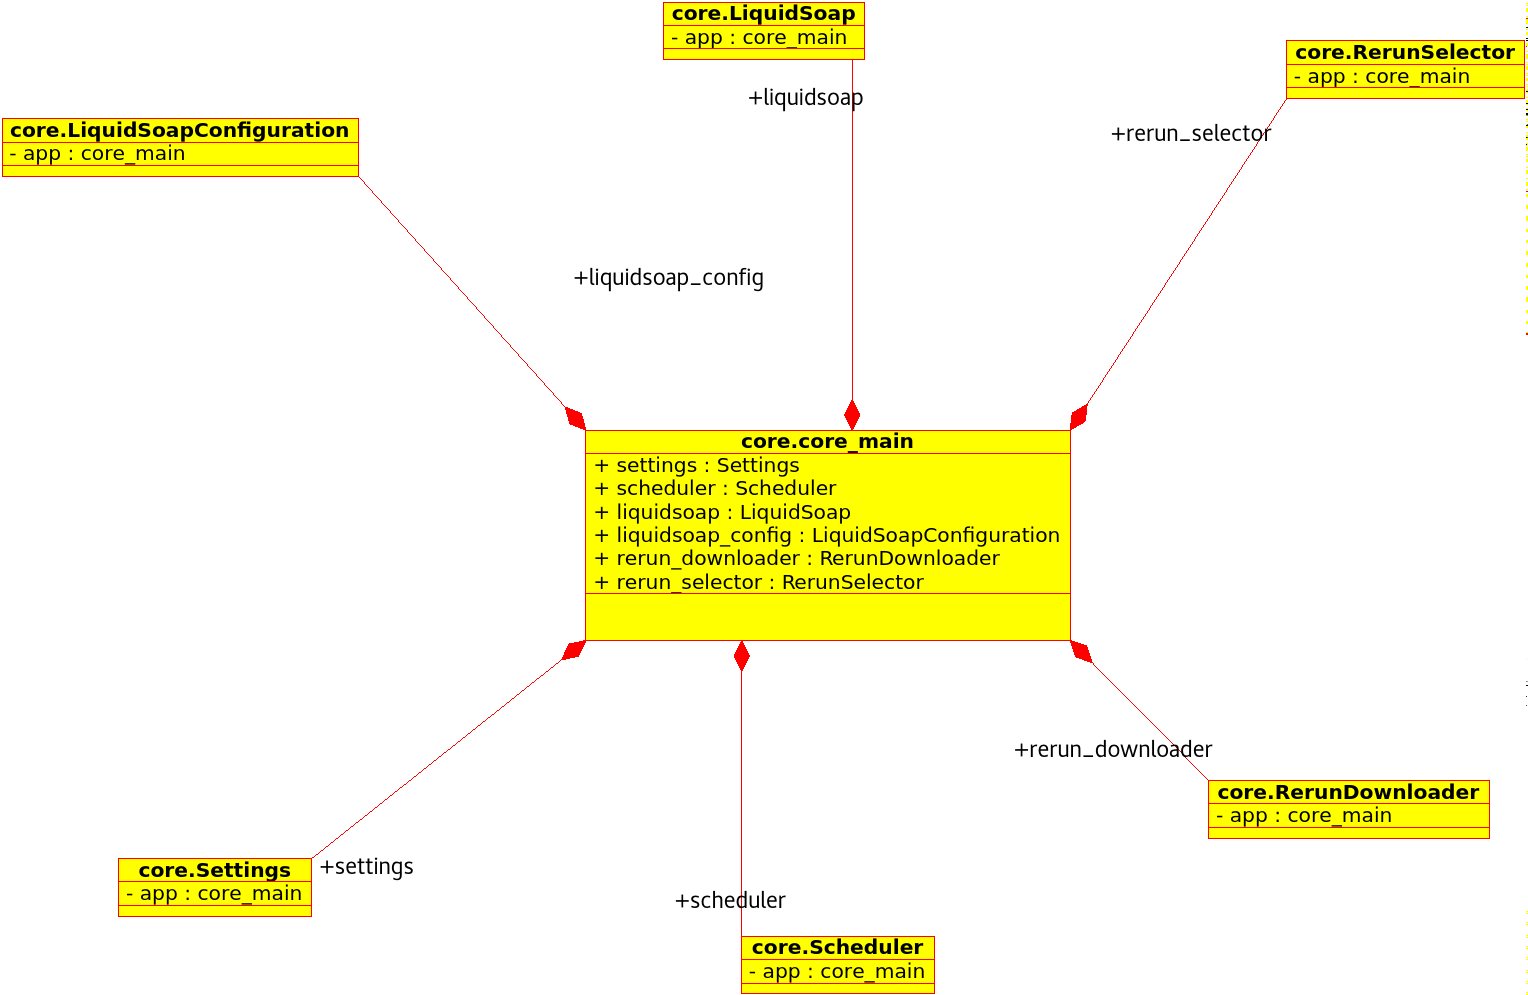 core.LiquidSoap
- app : core_main
core.RerunSelector
- app : core_main
+liquidsoap
core.LiquidSoapConfiguration
- app : core_main
+rerun_selector
+liquidsoap_config
core.core_main
+ settings : Settings
+ scheduler : Scheduler
+ liquidsoap : LiquidSoap
+ liquidsoap_config : LiquidSoapConfiguration
+ rerun_downloader : RerunDownloader
+ rerun_selector : RerunSelector
+rerun_downloader
core.RerunDownloader
- app : core_main
core.Settings
- app : core_main
+settings
+scheduler
core.Scheduler
- app : core_main